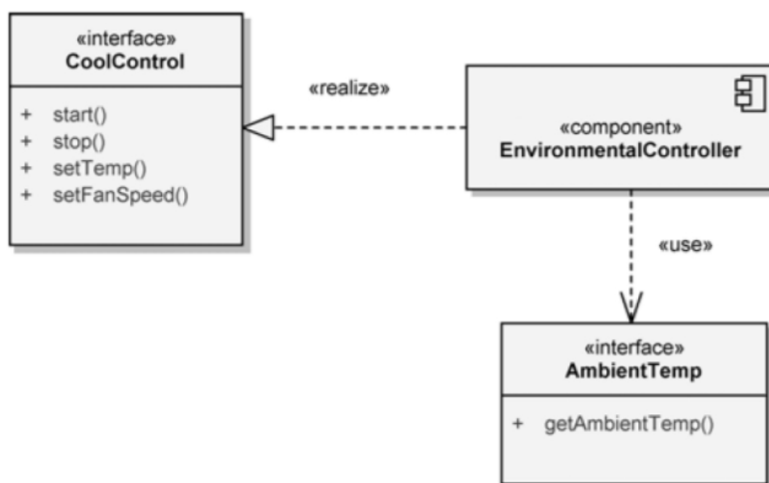 «interface»
CoolControl
+ start()
+ stop()
+ setTemp()
+ setFanSpeed()
«realize»
«component»
EnvironmentalController
«use»
«interface»
AmbientTemp
+ getAmbientTemp()